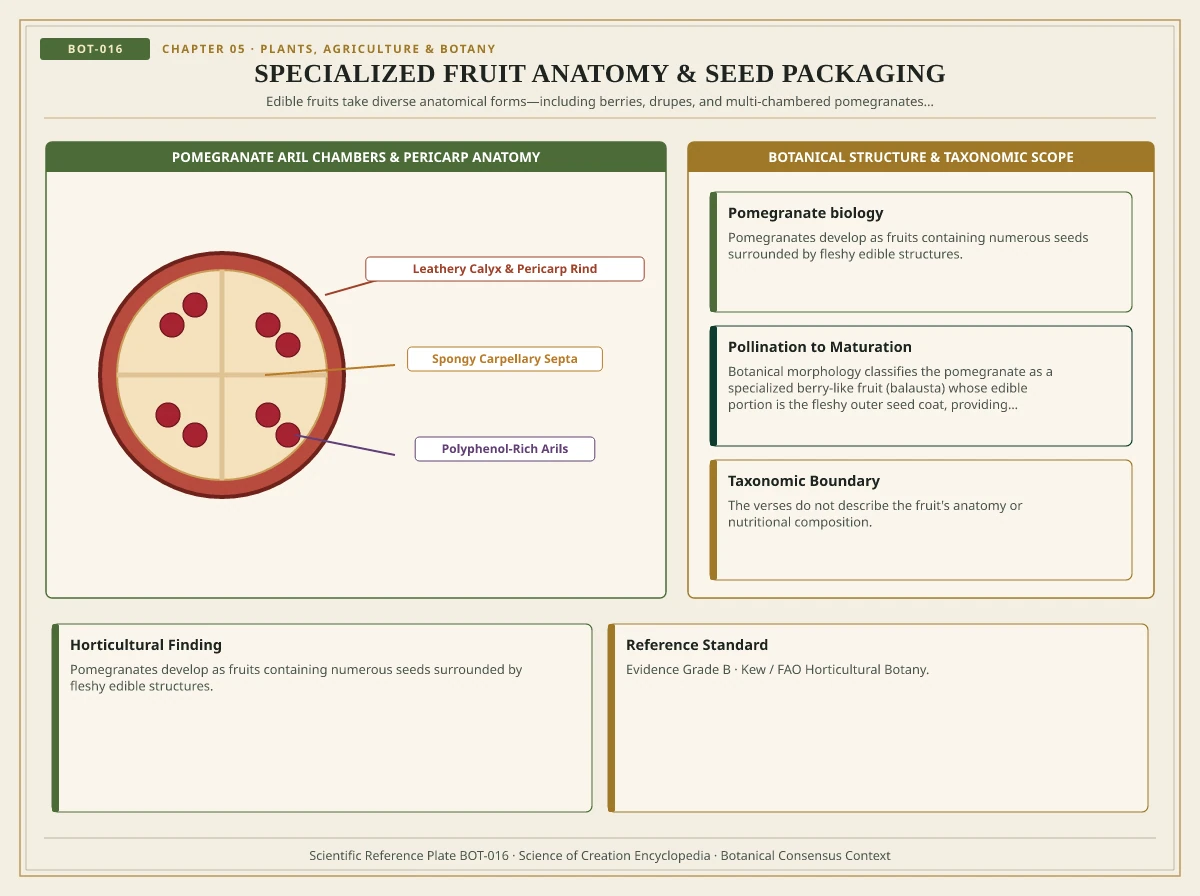 BOT-016
CHAPTER 05 · PLANTS, AGRICULTURE & BOTANY
SPECIALIZED FRUIT ANATOMY & SEED PACKAGING
Edible fruits take diverse anatomical forms—including berries, drupes, and multi-chambered pomegranates…
POMEGRANATE ARIL CHAMBERS & PERICARP ANATOMY
Leathery Calyx & Pericarp Rind
Spongy Carpellary Septa
Polyphenol-Rich Arils
BOTANICAL STRUCTURE & TAXONOMIC SCOPE
Pomegranate biology
Pomegranates develop as fruits containing numerous seeds
surrounded by fleshy edible structures.
Pollination to Maturation
Botanical morphology classifies the pomegranate as a
specialized berry-like fruit (balausta) whose edible
portion is the fleshy outer seed coat, providing…
Taxonomic Boundary
The verses do not describe the fruit's anatomy or
nutritional composition.
Horticultural Finding
Pomegranates develop as fruits containing numerous seeds surrounded by
fleshy edible structures.
Reference Standard
Evidence Grade B · Kew / FAO Horticultural Botany.
Scientific Reference Plate BOT-016 · Science of Creation Encyclopedia · Botanical Consensus Context